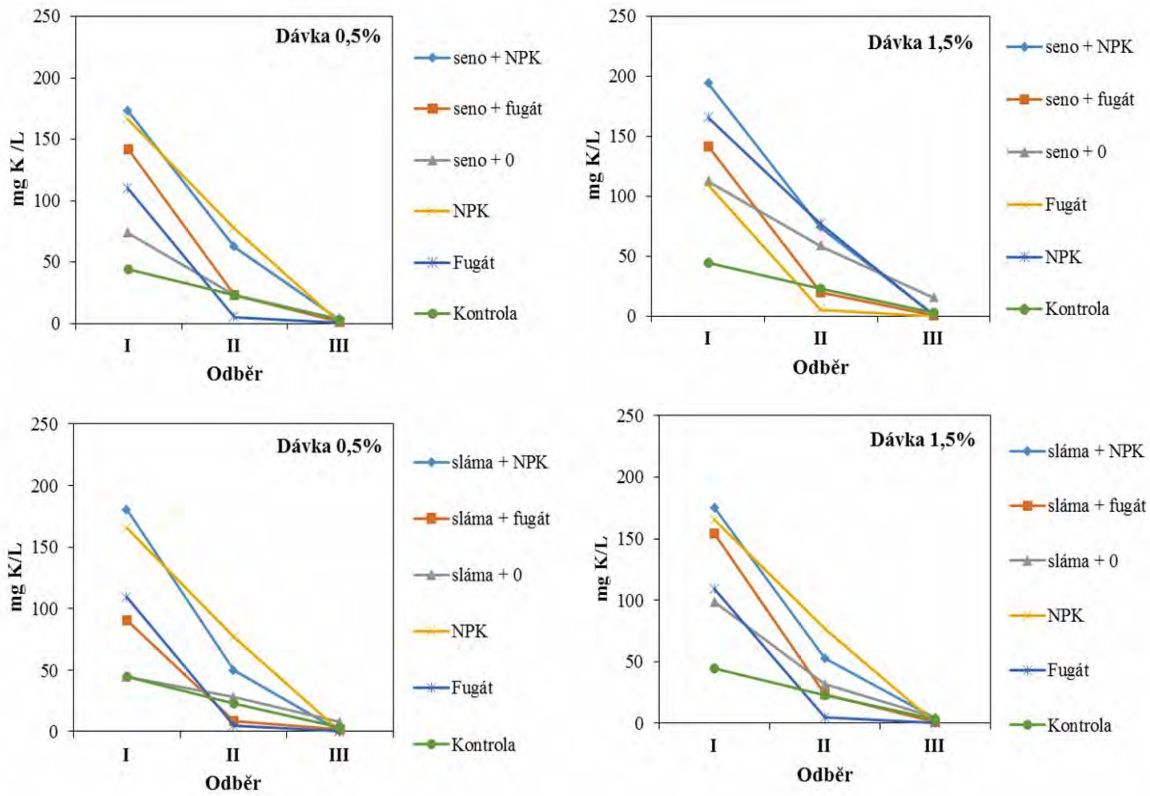 Dávka 0,5%
mg K /L
250
200
150
100
50
0
I II III
Odběr
seno + NPK
seno + fugát
seno + 0
NPK
Fugát
Kontrola
Dávka 1,5%
mg K/L
250
200
150
100
50
0
I II III
Odběr
seno + NPK
seno + fugát
seno + 0
Fugát
NPK
Kontrola
Dávka 0,5%
mg K/L
250
200
150
100
50
0
I II III
Odběr
sláma + NPK
sláma + fugát
sláma + 0
NPK
Fugát
Kontrola
Dávka 1,5%
mg K/L
250
200
150
100
50
0
I II III
Odběr
sláma + NPK
sláma + fugát
sláma + 0
NPK
Fugát
Kontrola